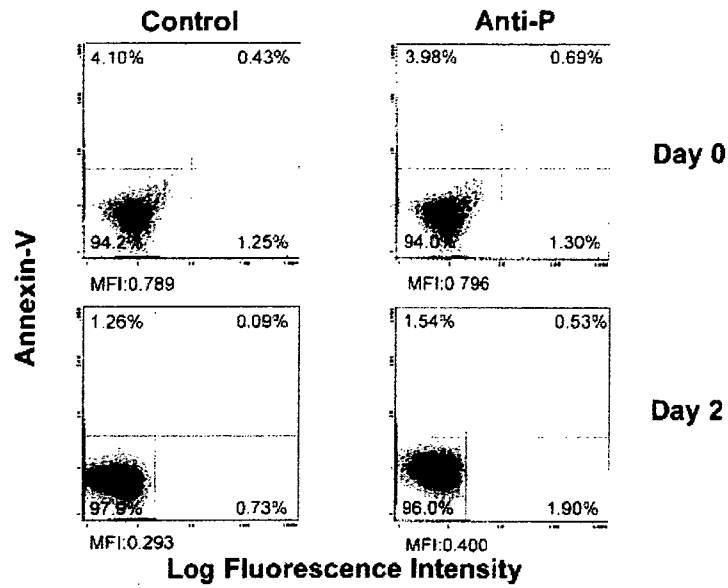 Control
Anti-P
4.10%
0.43%
3.98%
0.69%
Day 0
94.2%
1.25%
94.0%
1.30%
MFI:0.789
MFI:0 796
Annexin-V
1.26%
0.09%
1.54%
0.53%
Day 2
97.9%
0.73%
96.0%
1.90%
MFI:0.293
MFI:0.400
Log Fluorescence Intensity